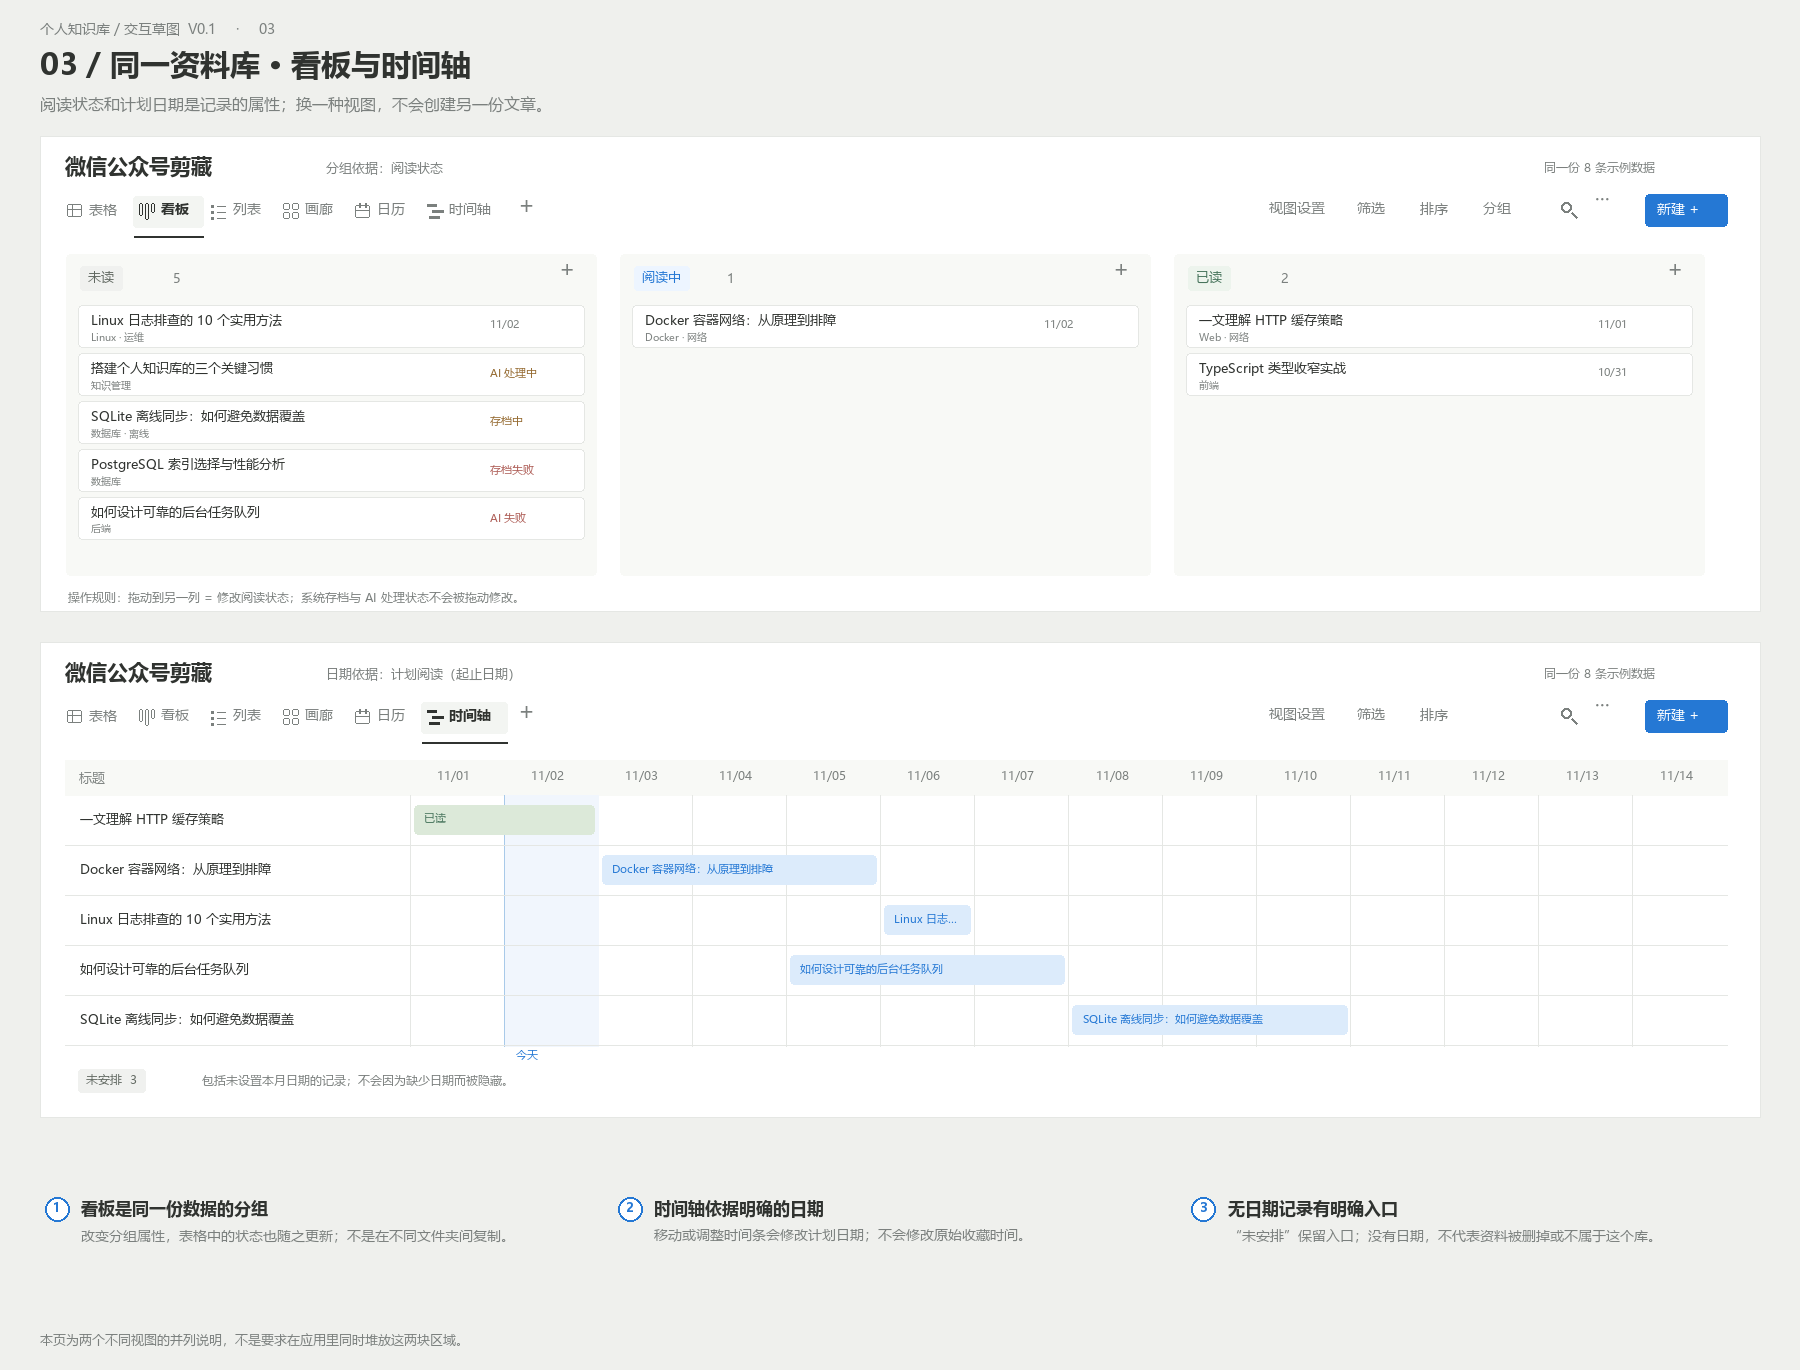 个人知识库 / 交互草图 V0.1 · 03
03 / 同一资料库 • 看板与时间轴
阅读状态和计划日期是记录的属性；换一种视图，不会创建另一份文章。
微信公众号剪藏 分组依据：阅读状态 同一份 8 条示例数据
表格 看板 列表 画廊 日历 时间轴 + 视图设置 筛选 排序 分组 ... 新建 +
未读 5 +
Linux 日志排查的 10 个实用方法 11/02
Linux · 运维
搭建个人知识库的三个关键习惯 AI 处理中
知识管理
SQLite 离线同步：如何避免数据覆盖 存档中
数据库 · 离线
PostgreSQL 索引选择与性能分析 存档失败
数据库
如何设计可靠的后台任务队列 AI 失败
后端
阅读中 1 +
Docker 容器网络：从原理到排障 11/02
Docker · 网络
已读 2 +
一文理解 HTTP 缓存策略 11/01
Web · 网络
TypeScript 类型收窄实战 10/31
前端
操作规则：拖动到另一列 = 修改阅读状态；系统存档与 AI 处理状态不会被拖动修改。
微信公众号剪藏 日期依据：计划阅读（起止日期） 同一份 8 条示例数据
表格 看板 列表 画廊 日历 时间轴 + 视图设置 筛选 排序 ... 新建 +
标题 11/01 11/02 11/03 11/04 11/05 11/06 11/07 11/08 11/09 11/10 11/11 11/12 11/13 11/14
一文理解 HTTP 缓存策略 已读
Docker 容器网络：从原理到排障 Docker 容器网络：从原理到排障
Linux 日志排查的 10 个实用方法 Linux 日志...
如何设计可靠的后台任务队列 如何设计可靠的后台任务队列
SQLite 离线同步：如何避免数据覆盖 SQLite 离线同步：如何避免数据覆盖
今天
未安排 3 包括未设置本月日期的记录；不会因为缺少日期而被隐藏。
1 看板是同一份数据的分组
改变分组属性，表格中的状态也随之更新；不是在不同文件夹间复制。
2 时间轴依据明确的日期
移动或调整时间条会修改计划日期；不会修改原始收藏时间。
3 无日期记录有明确入口
“未安排”保留入口；没有日期，不代表资料被删掉或不属于这个库。
本页为两个不同视图的并列说明，不是要求在应用里同时堆放这两块区域。